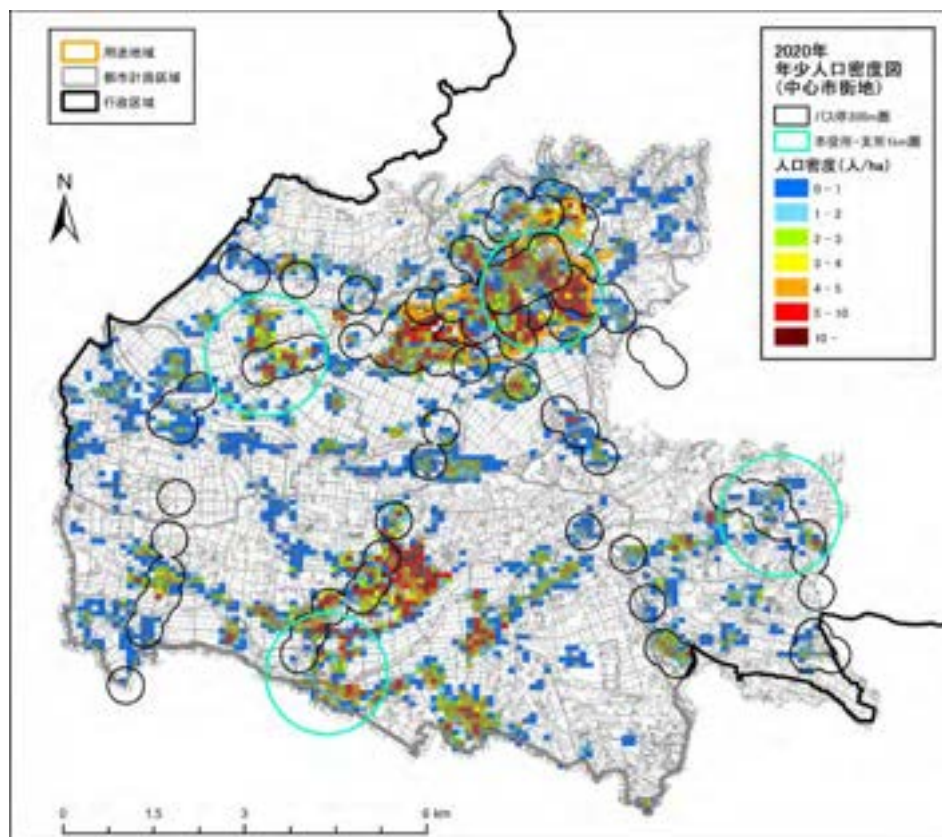 用途地域
都市計画区域
行政区域
N
2020年
年少人口密度図
(中心市街地)
バス停300m圏
市役所・支所1km圏
人口密度(人/ha)
0 - 1
1 - 2
2 - 3
3 - 4
4 - 5
5 - 10
10 -
0 1.5 3 6 km